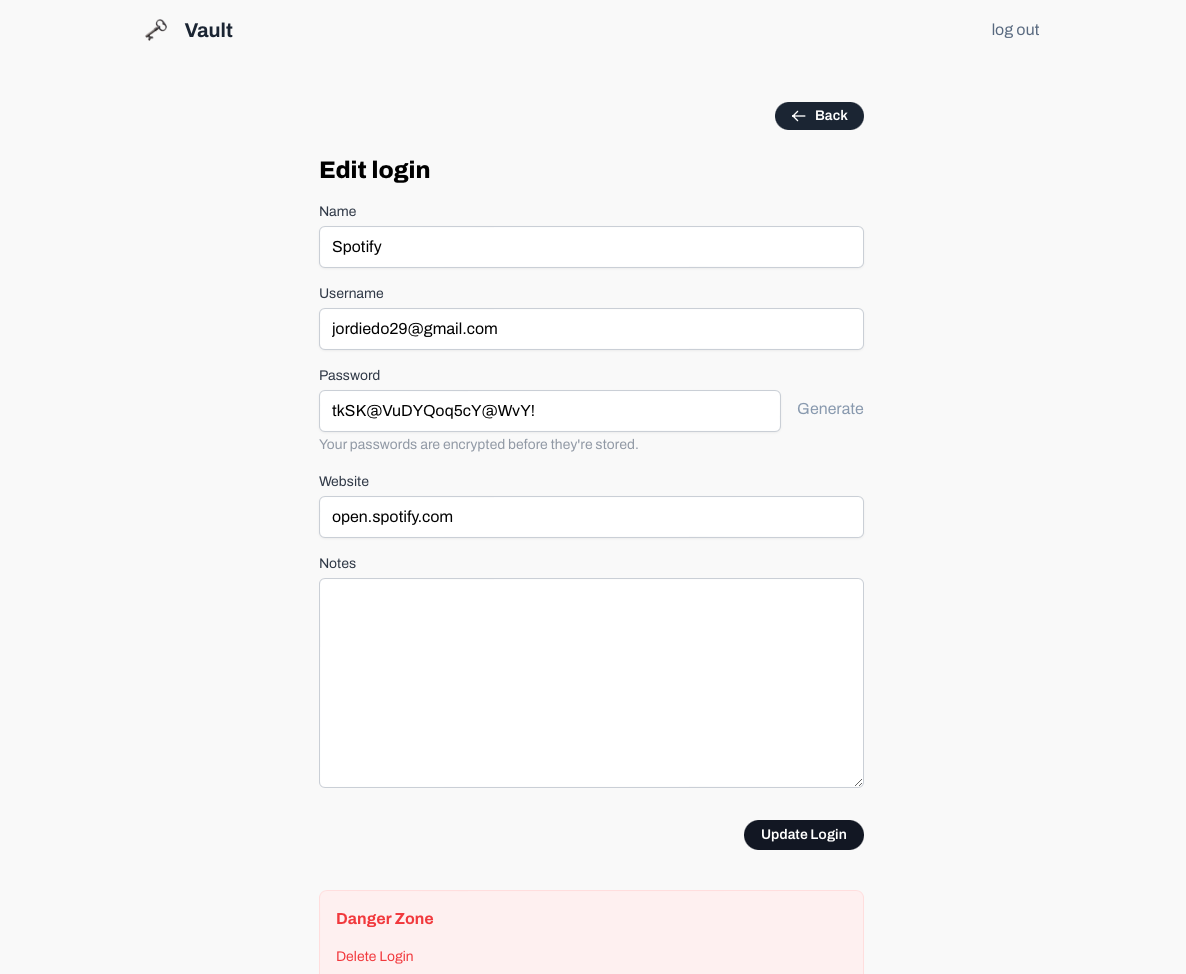 Vault
log out
Back
Edit login
Name
Spotify
Username
jordiedo29@gmail.com
Password
tkSK@VuDYQoq5cY@WvY!
Generate
Your passwords are encrypted before they're stored.
Website
open.spotify.com
Notes
Update Login
Danger Zone
Delete Login